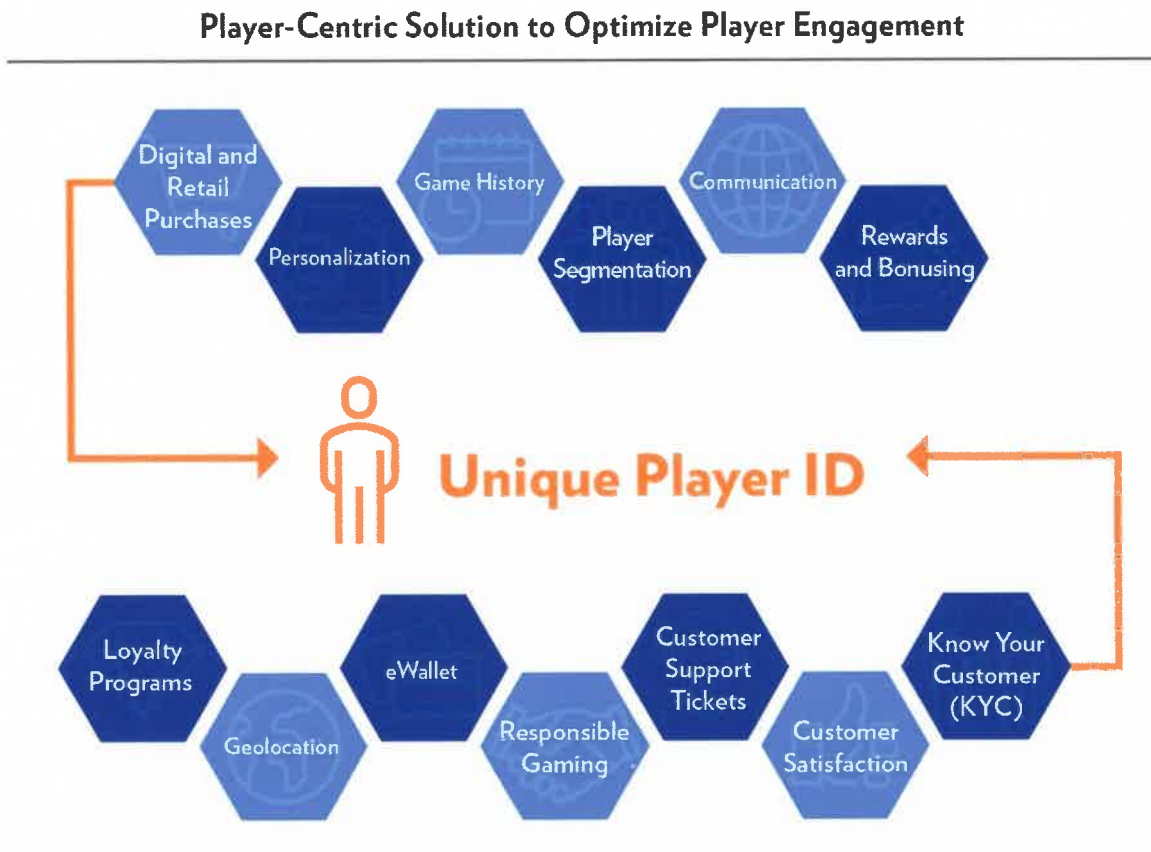 Player-Centric Solution to Optimize Player Engagement
Digital and
Retail
Purchases
Personalization
Game History
Player
Segmentation
Communication
Rewards
and Bonusing
Unique Player ID
Loyalty
Programs
Geolocation
eWallet
Responsible
Gaming
Customer
Support
Tickets
Customer
Satisfaction
Know Your
Customer
(KYC)